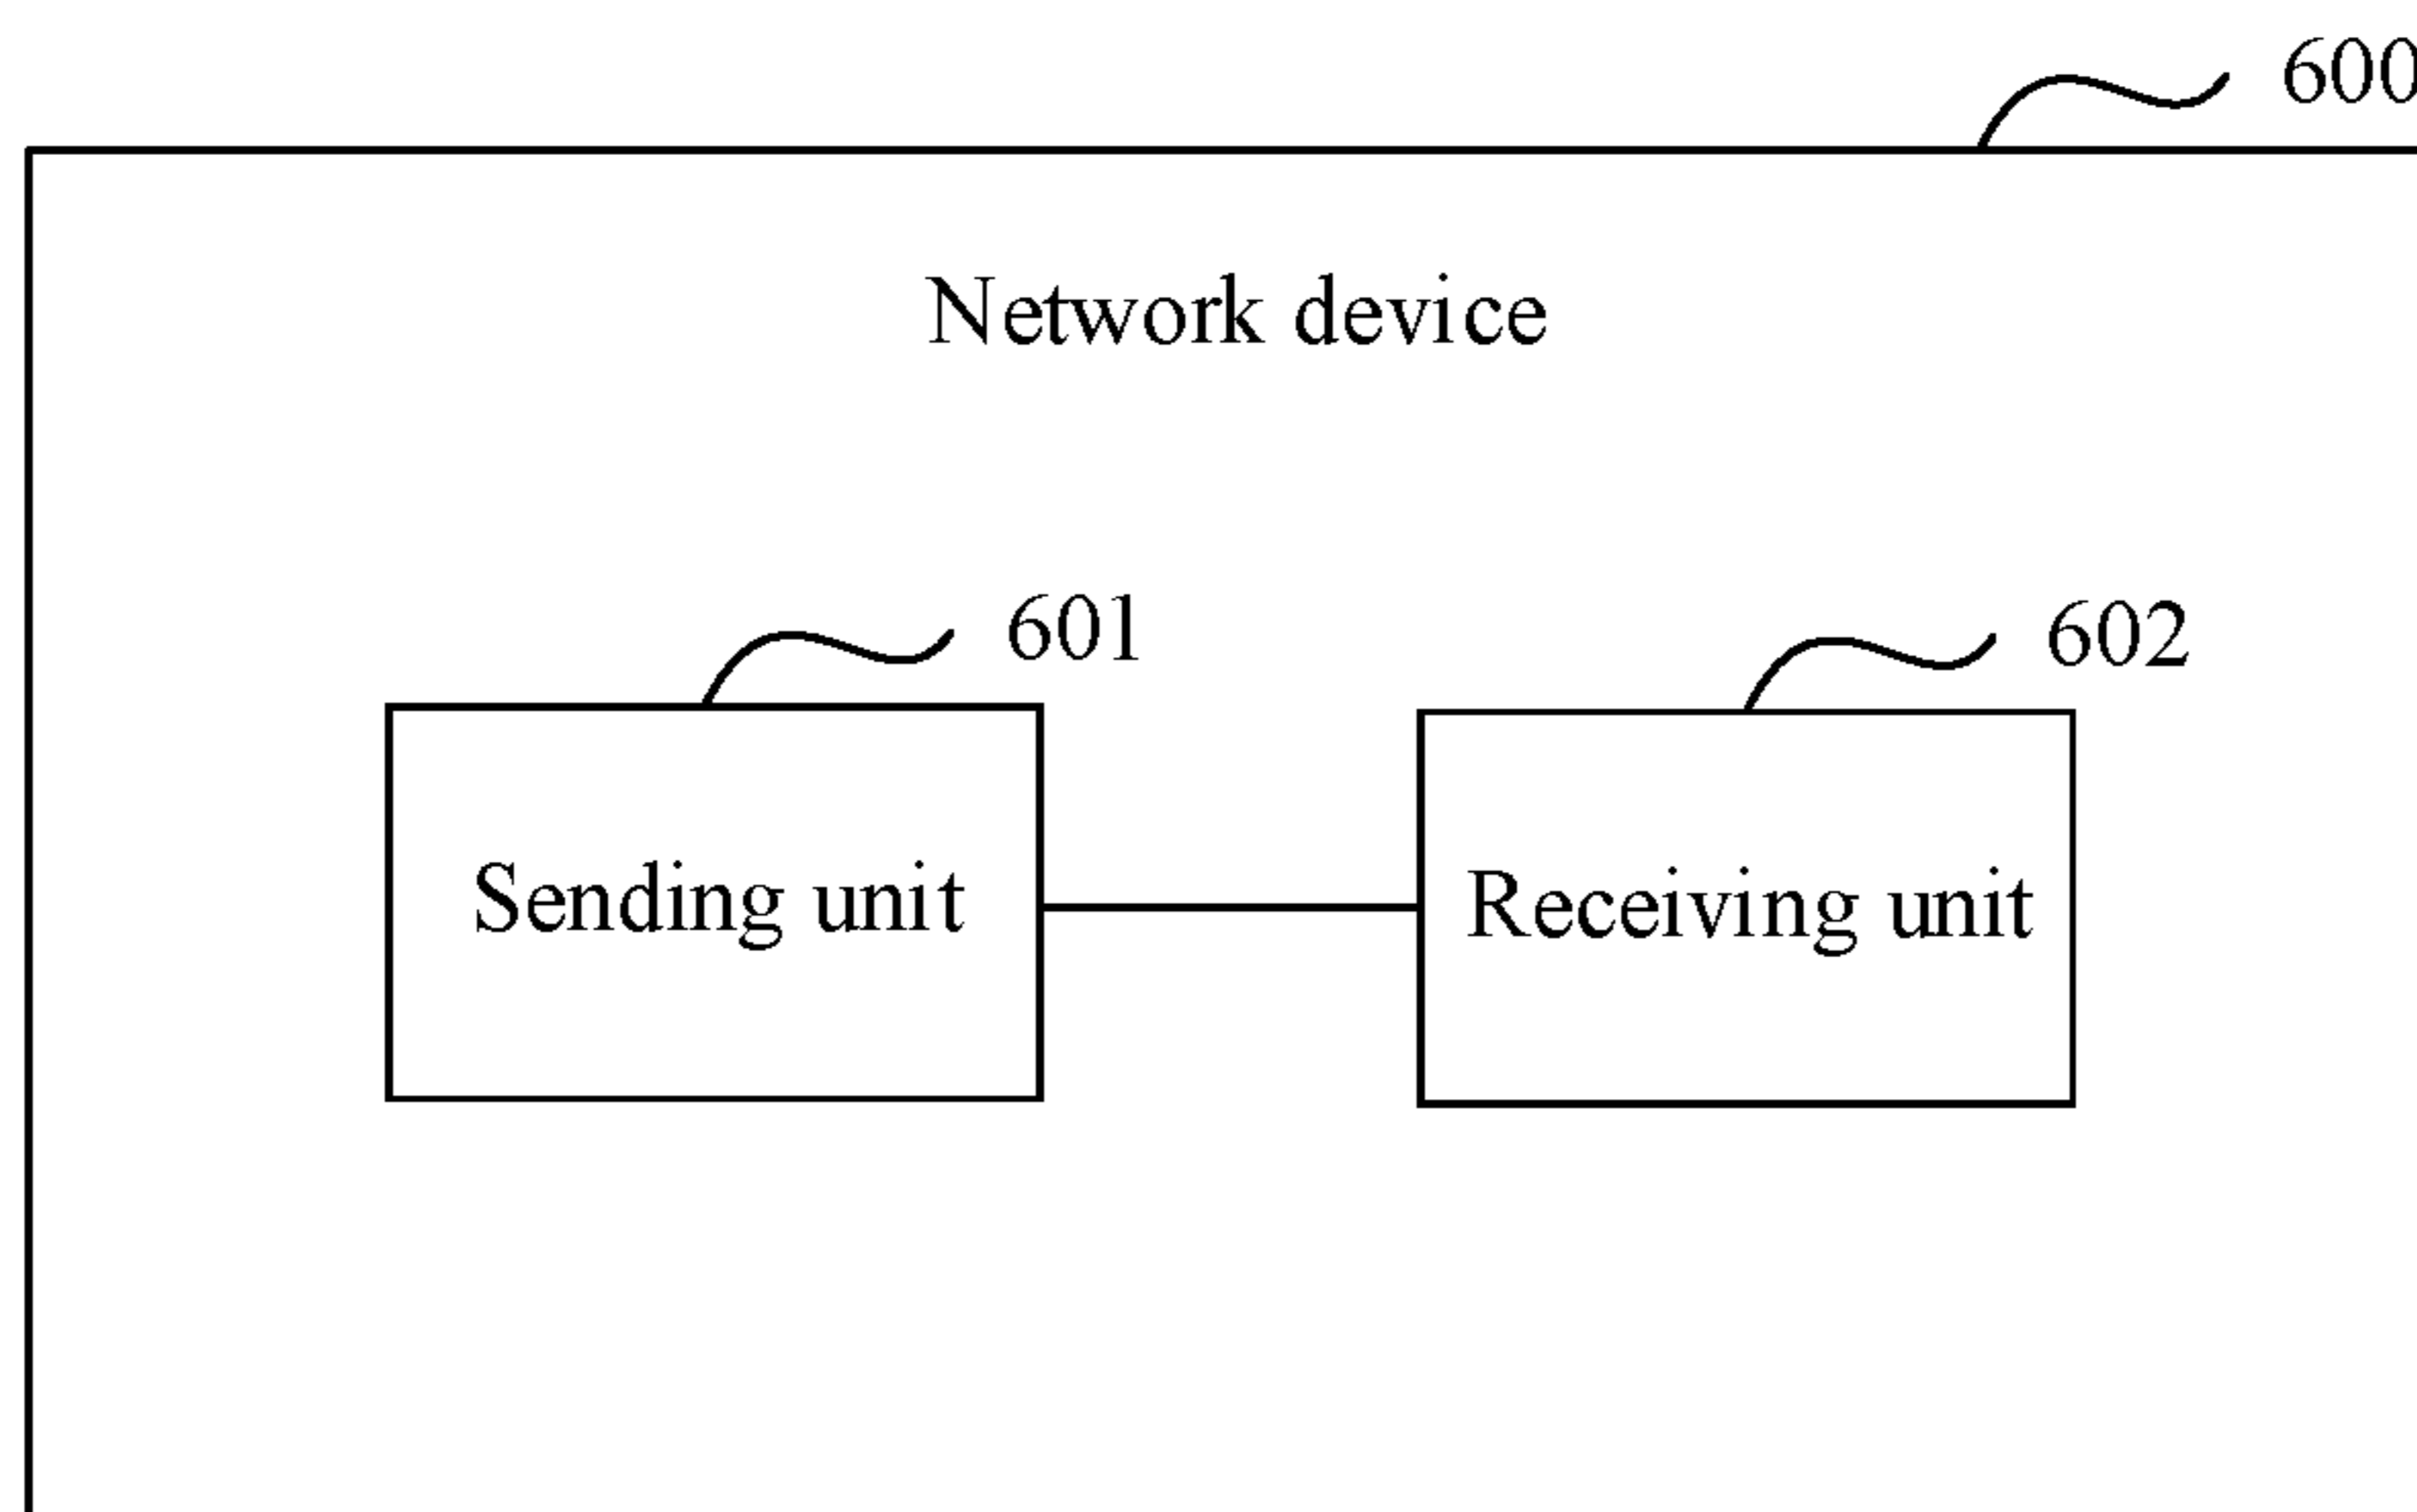 600
Network device
601
602
Sending unit
Receiving unit